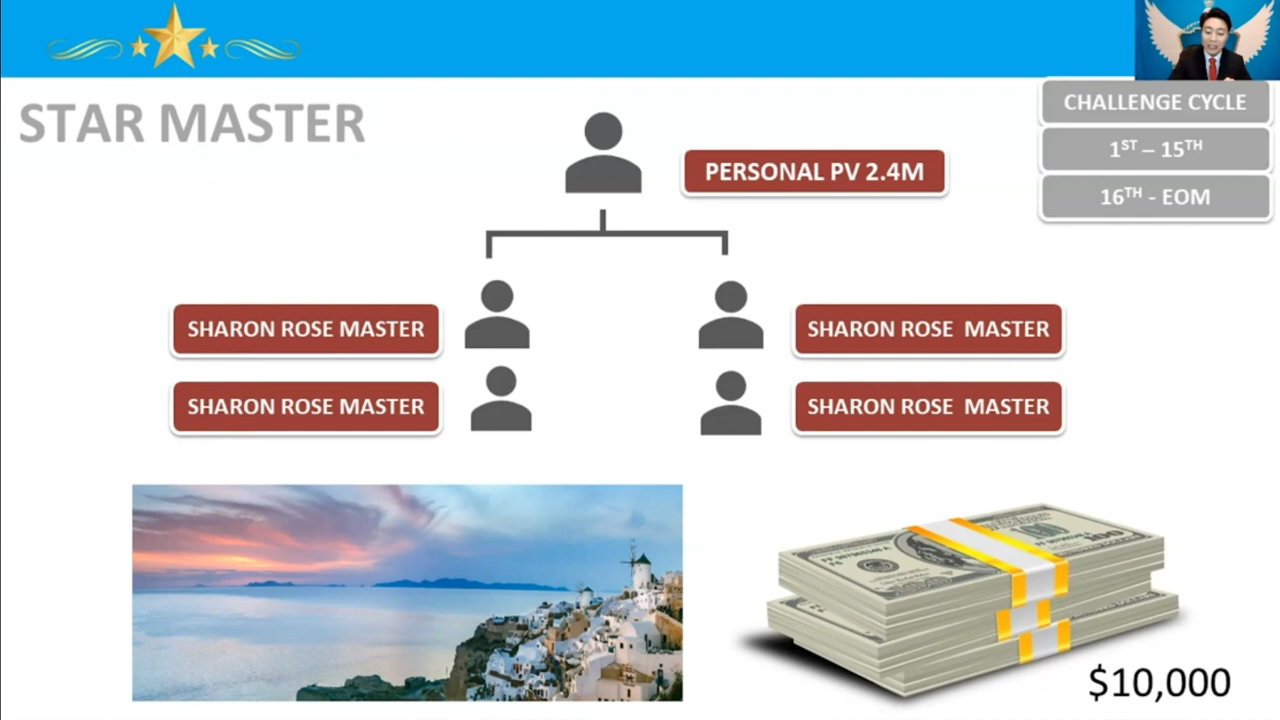 STAR MASTER
CHALLENGE CYCLE
1ST – 15TH
16TH - EOM
PERSONAL PV 2.4M
SHARON ROSE MASTER
SHARON ROSE MASTER
SHARON ROSE MASTER
SHARON ROSE MASTER
100
$10,000